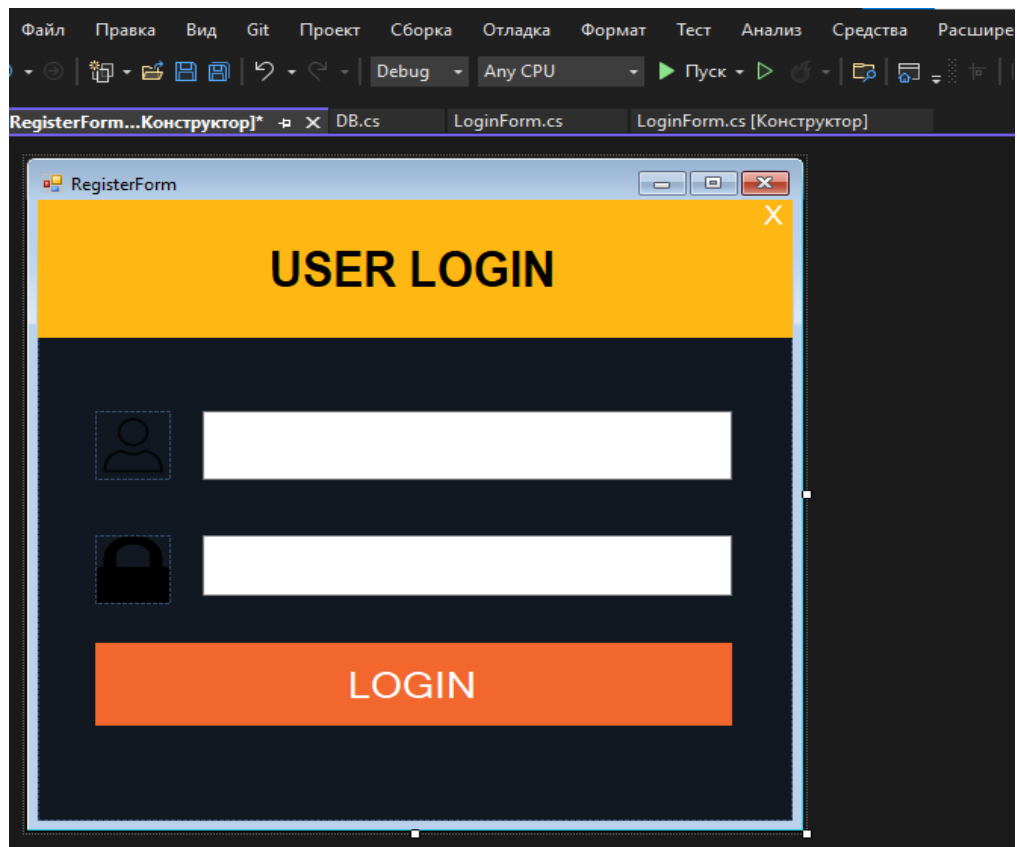 Файл Правка Вид Git Проект Сборка Отладка Формат Тест Анализ Средства Расшире
Debug Any CPU Пуск
RegisterForm...Конструктор]* DB.cs LoginForm.cs LoginForm.cs [Конструктор]
RegisterForm
X
USER LOGIN
LOGIN